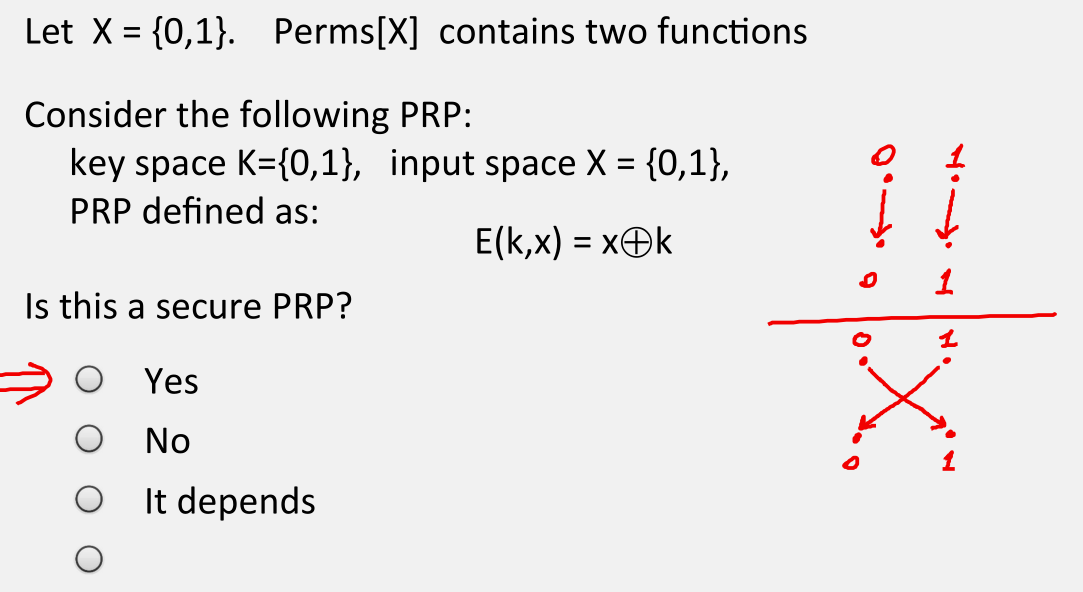 Let X = {0,1}. Perms[X] contains two functions
Consider the following PRP:
key space K={0,1}, input space X = {0,1},
PRP defined as:
E(k,x) = x⊕k
Is this a secure PRP?
Yes
No
It depends
0 1
0 1
0 1
0 1